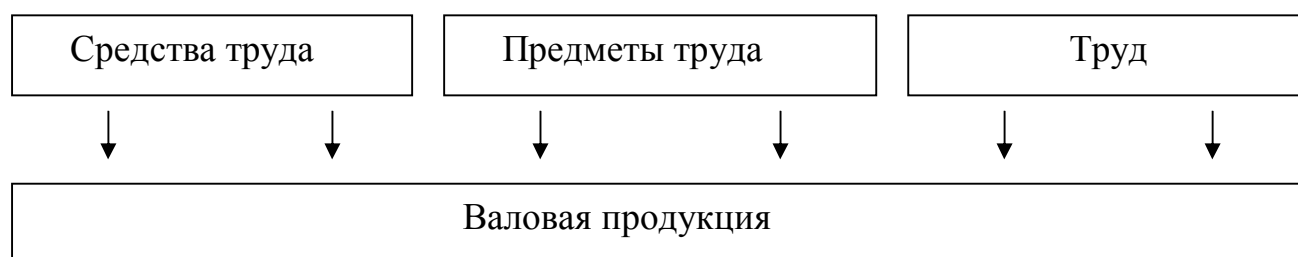 Средства труда
Предметы труда
Труд
Валовая продукция